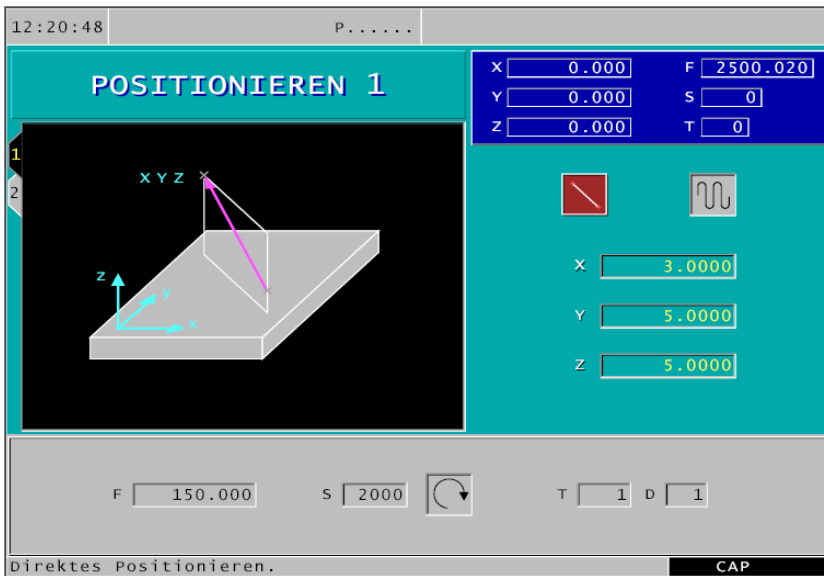 12:20:48 P......
POSITIONIEREN 1
X 0.000 F 2500.020
Y 0.000 S 0
Z 0.000 T 0
1
2
X Y Z
z
y
x
X 3.0000
Y 5.0000
Z 5.0000
F 150.000 S 2000 T 1 D 1
Direktes Positionieren. CAP